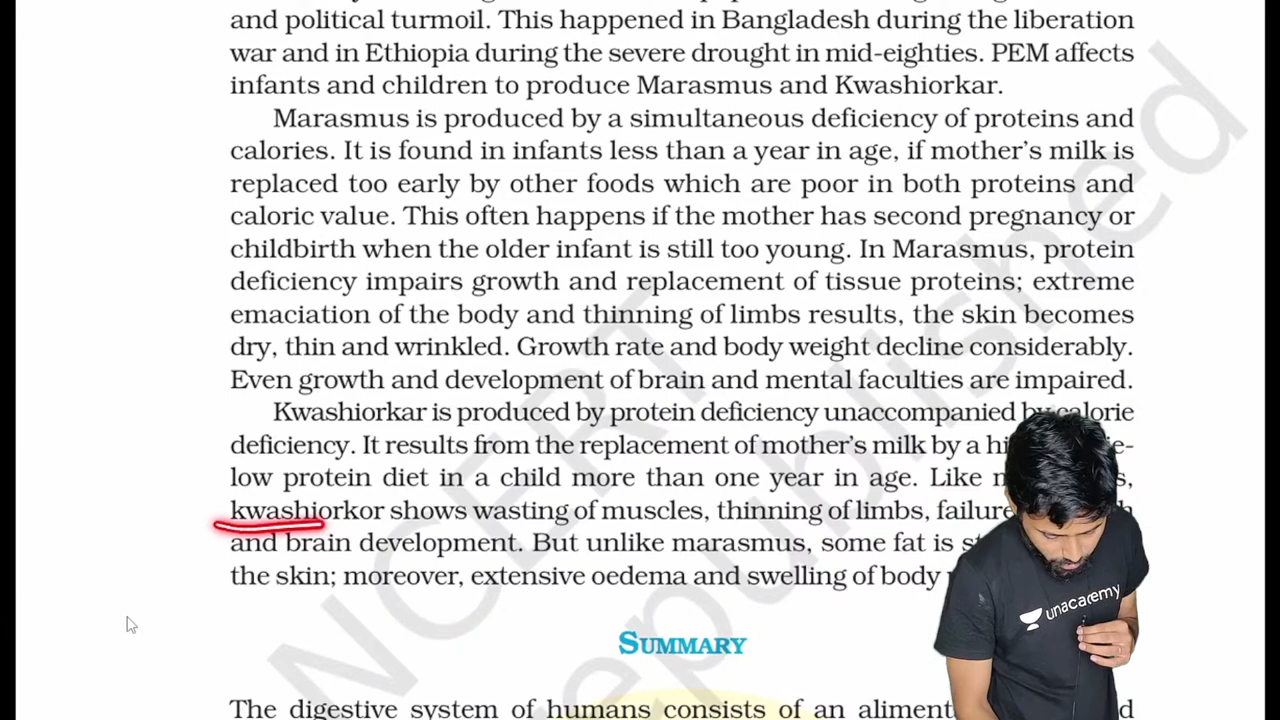 and political turmoil. This happened in Bangladesh during the liberation
war and in Ethiopia during the severe drought in mid-eighties. PEM affects
infants and children to produce Marasmus and Kwashiorkar.
Marasmus is produced by a simultaneous deficiency of proteins and
calories. It is found in infants less than a year in age, if mother's milk is
replaced too early by other foods which are poor in both proteins and
caloric value. This often happens if the mother has second pregnancy or
childbirth when the older infant is still too young. In Marasmus, protein
deficiency impairs growth and replacement of tissue proteins; extreme
emaciation of the body and thinning of limbs results, the skin becomes
dry, thin and wrinkled. Growth rate and body weight decline considerably.
Even growth and development of brain and mental faculties are impaired.
Kwashiorkar is produced by protein deficiency unaccompanied by calorie
deficiency. It results from the replacement of mother's milk by a
low protein diet in a child more than one year in age. Like
kwashiorkor shows wasting of muscles, thinning of limbs, failure
and brain development. But unlike marasmus, some fat is
the skin; moreover, extensive oedema and swelling of body
unacademy
SUMMARY
The digestive system of humans consists of an
NCERT
republished